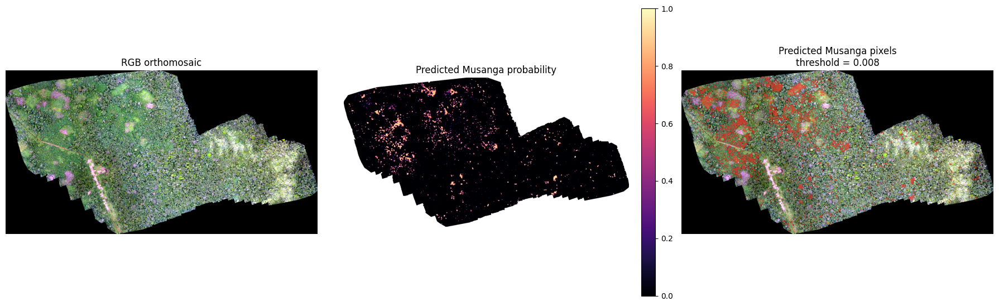 RGB orthomosaic
Predicted Musanga probability
1.0
0.8
0.6
0.4
0.2
0.0
Predicted Musanga pixels
threshold = 0.008